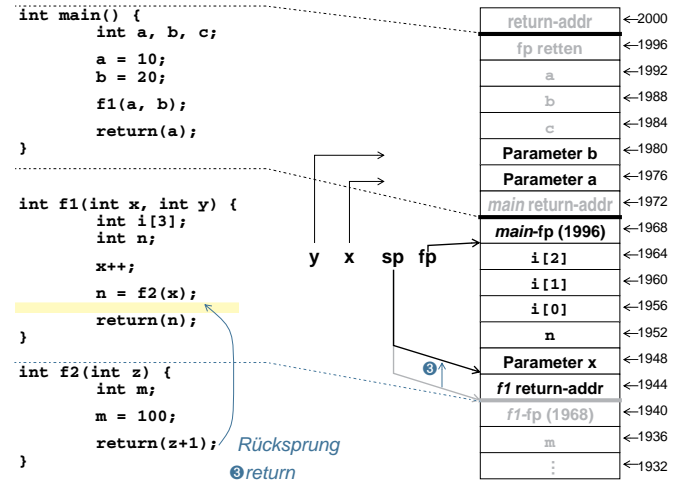 int main() {
int a, b, c;
a = 10;
b = 20;
f1(a, b);
return(a);
}
int f1(int x, int y) {
int i[3];
int n;
x++;
n = f2(x);
return(n);
}
int f2(int z) {
int m;
m = 100;
return(z+1);
}
Rücksprung
❸return
y x sp fp
❸
return-addr 2000
fp retten 1996
a 1992
b 1988
c 1984
Parameter b 1980
Parameter a 1976
main return-addr 1972
main-fp (1996) 1968
i[2] 1964
i[1] 1960
i[0] 1956
n 1952
Parameter x 1948
f1 return-addr 1944
f1-fp (1968) 1940
m 1936
⋮ 1932